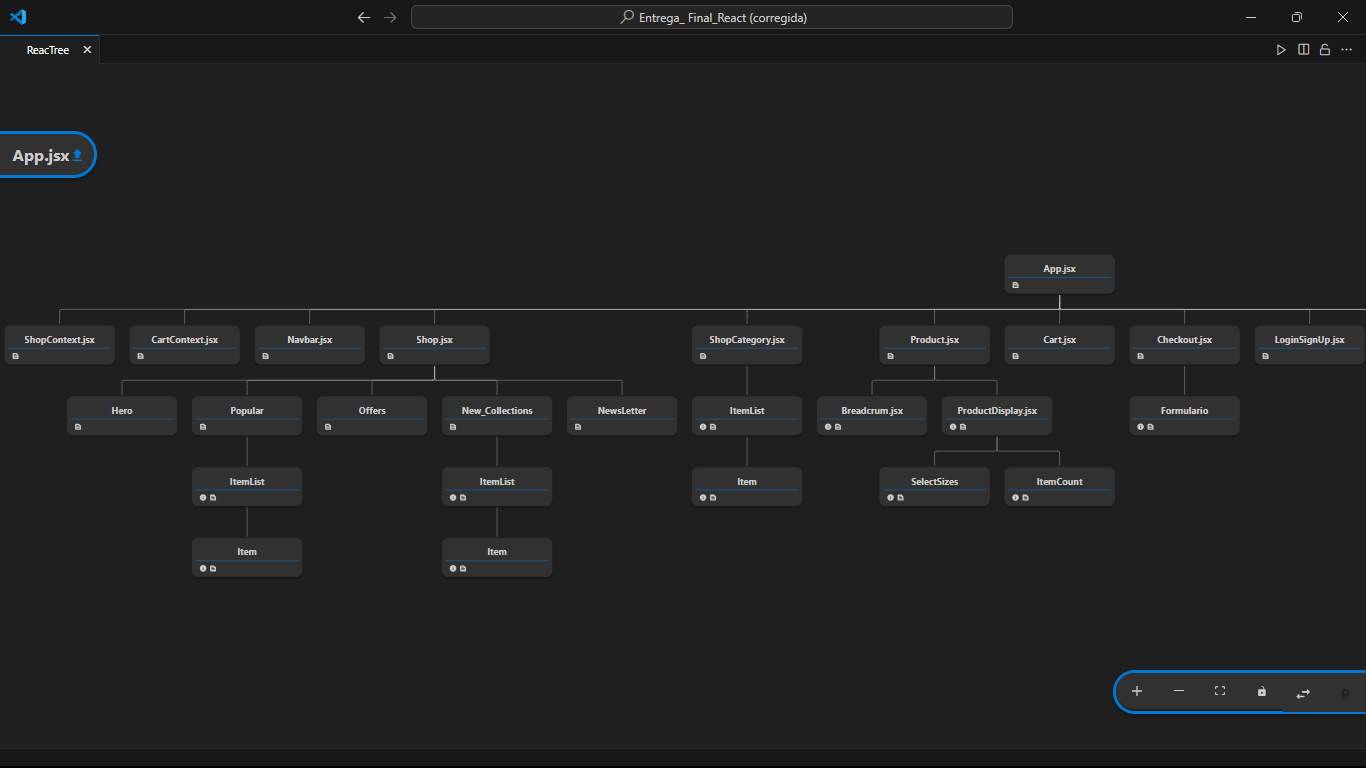 Entrega_ Final_React (corregida)
ReacTree
App.jsx
App.jsx
ShopContext.jsx
CartContext.jsx
Navbar.jsx
Shop.jsx
ShopCategory.jsx
Product.jsx
Cart.jsx
Checkout.jsx
LoginSignUp.jsx
Hero
Popular
Offers
New_Collections
NewsLetter
ItemList
Breadcrum.jsx
ProductDisplay.jsx
Formulario
ItemList
ItemList
Item
SelectSizes
ItemCount
Item
Item
P